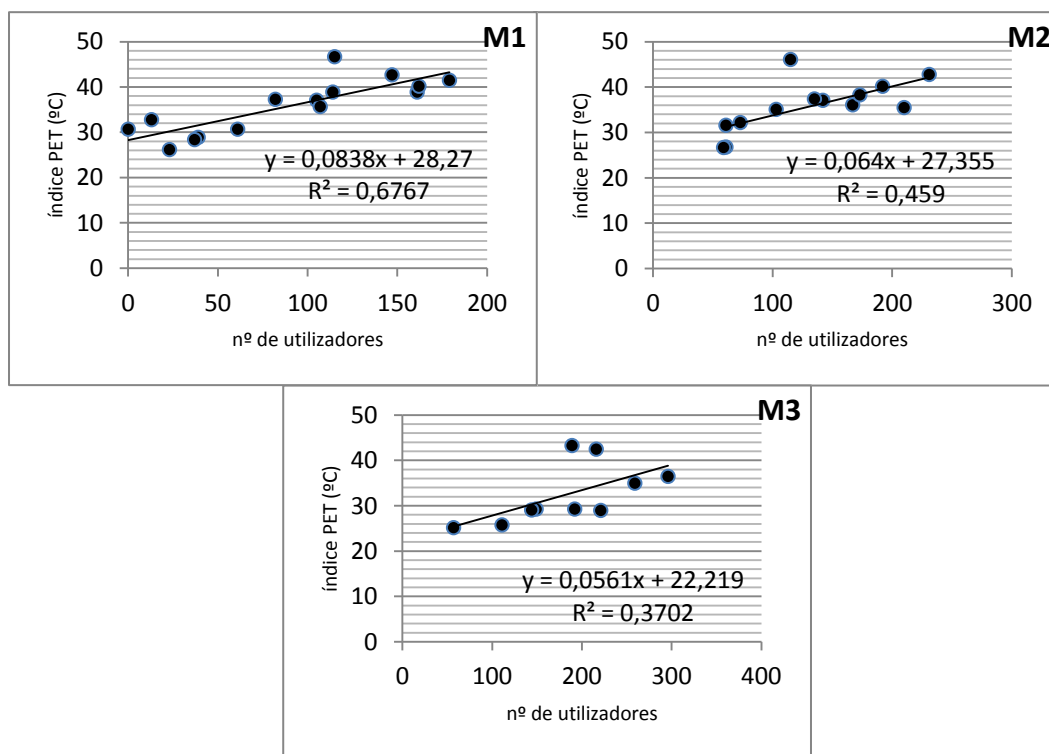 M1
50
40
30
20
10
0
índice PET (ºC)
y = 0,0838x + 28,27
R² = 0,6767
0 50 100 150 200
nº de utilizadores
M2
50
40
30
20
10
0
índice PET (ºC)
y = 0,064x + 27,355
R² = 0,459
0 100 200 300
nº de utilizadores
M3
50
40
30
20
10
0
índice PET (ºC)
y = 0,0561x + 22,219
R² = 0,3702
0 100 200 300 400
nº de utilizadores